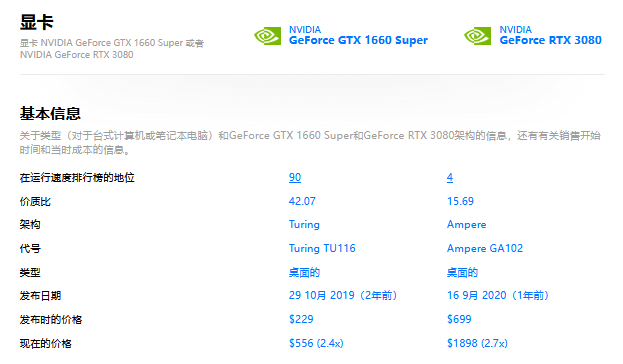 显卡
显卡 NVIDIA GeForce GTX 1660 Super 或者
NVIDIA GeForce RTX 3080
NVIDIA
GeForce GTX 1660 Super
NVIDIA
GeForce RTX 3080
基本信息
关于类型（对于台式计算机或笔记本电脑）和GeForce GTX 1660 Super和GeForce RTX 3080架构的信息，还有有关销售开始
时间和当时成本的信息。
在运行速度排行榜的地位 90 4
价质比 42.07 15.69
架构 Turing Ampere
代号 Turing TU116 Ampere GA102
类型 桌面的 桌面的
发布日期 29 10月 2019（2年前） 16 9月 2020（1年前）
发布时的价格 $229 $699
现在的价格 $556 (2.4x) $1898 (2.7x)